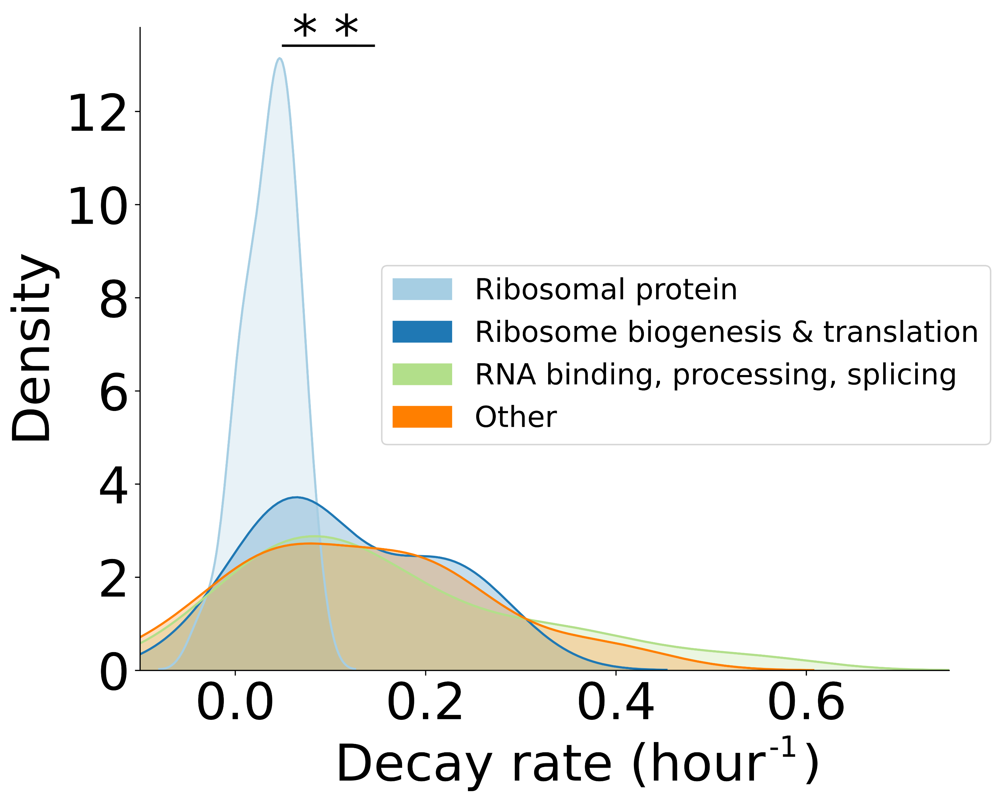 * *
Density
12
10
8
6
4
2
0
Ribosomal protein
Ribosome biogenesis & translation
RNA binding, processing, splicing
Other
0.0 0.2 0.4 0.6
Decay rate (hour-1)